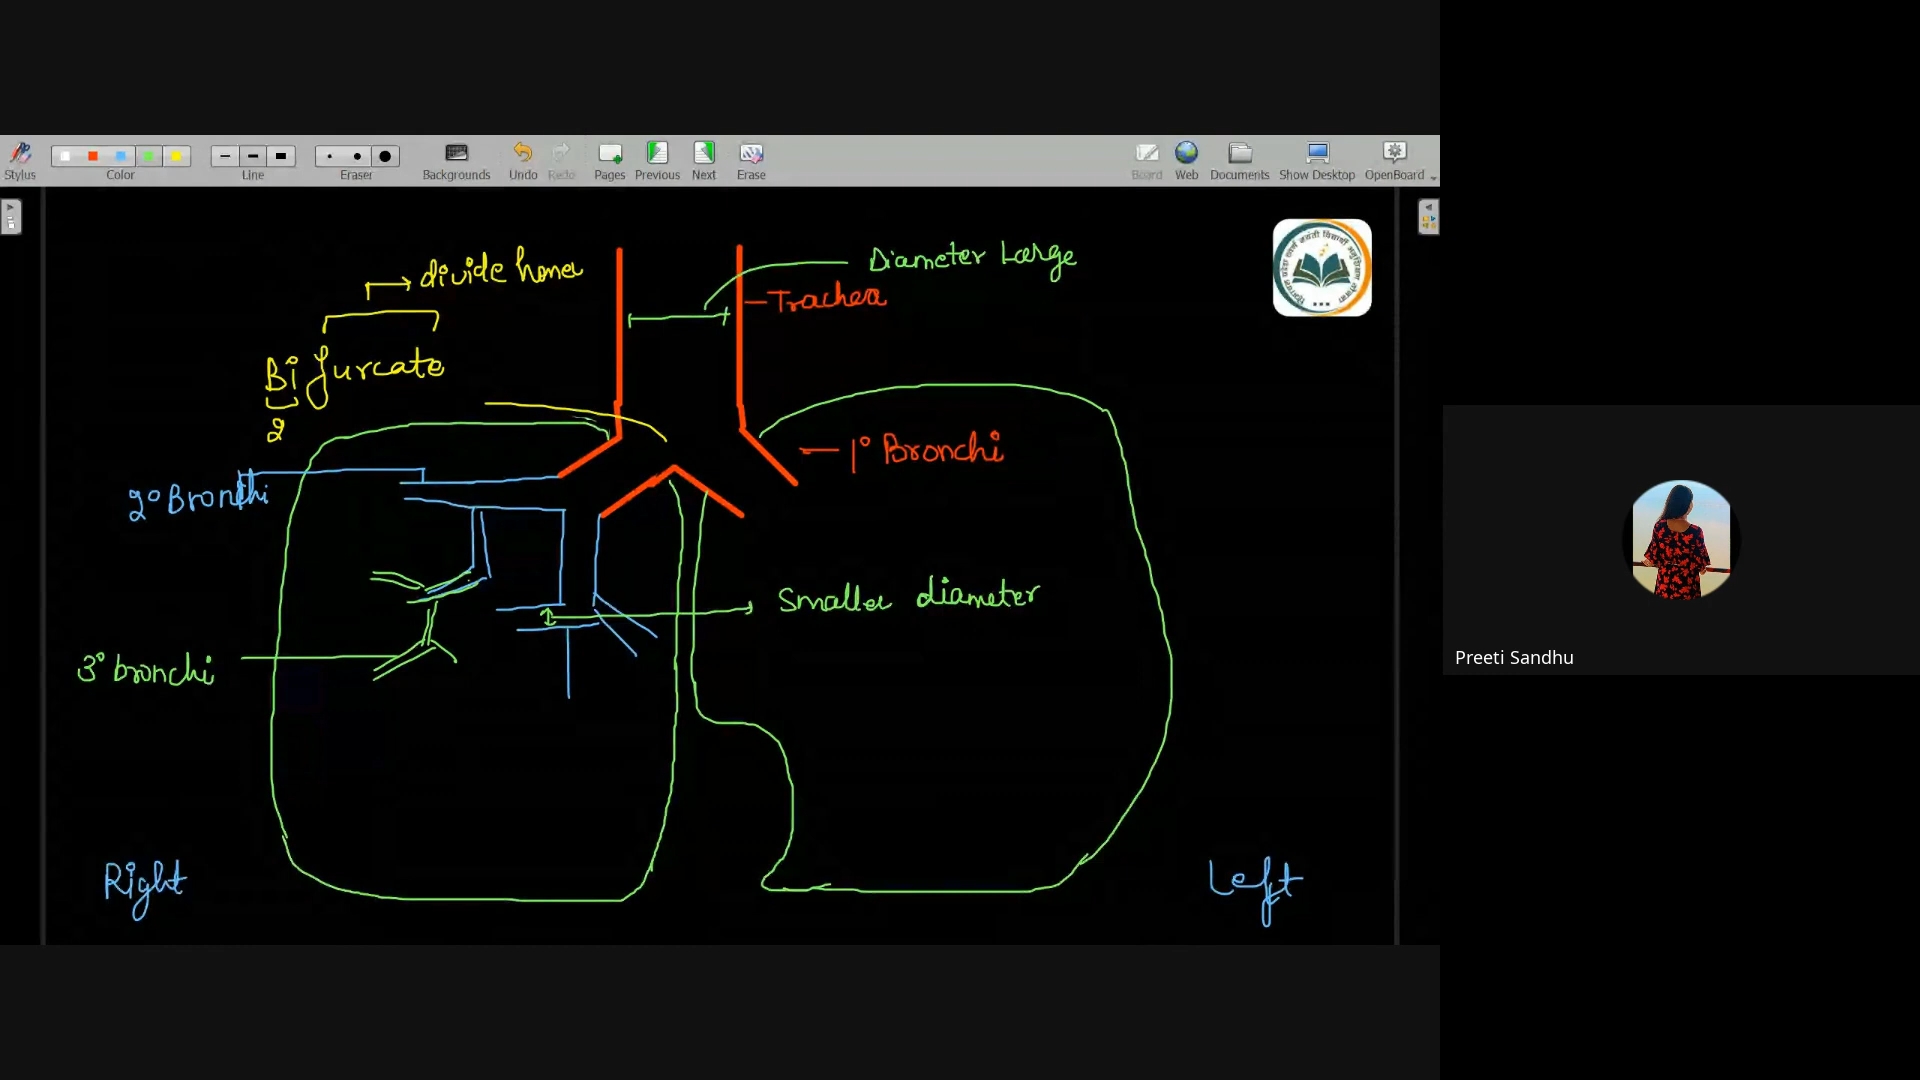 Stylus
Color
Line
Eraser
Backgrounds
Undo
Redo
Pages
Previous
Next
Erase
Board
Web
Documents
Show Desktop
OpenBoard
divide hona
Diameter Large
Trachea
Bifurcate
2
1° Bronchi
2° Bronchi
Smaller diameter
3° bronchi
Right
Left
Preeti Sandhu